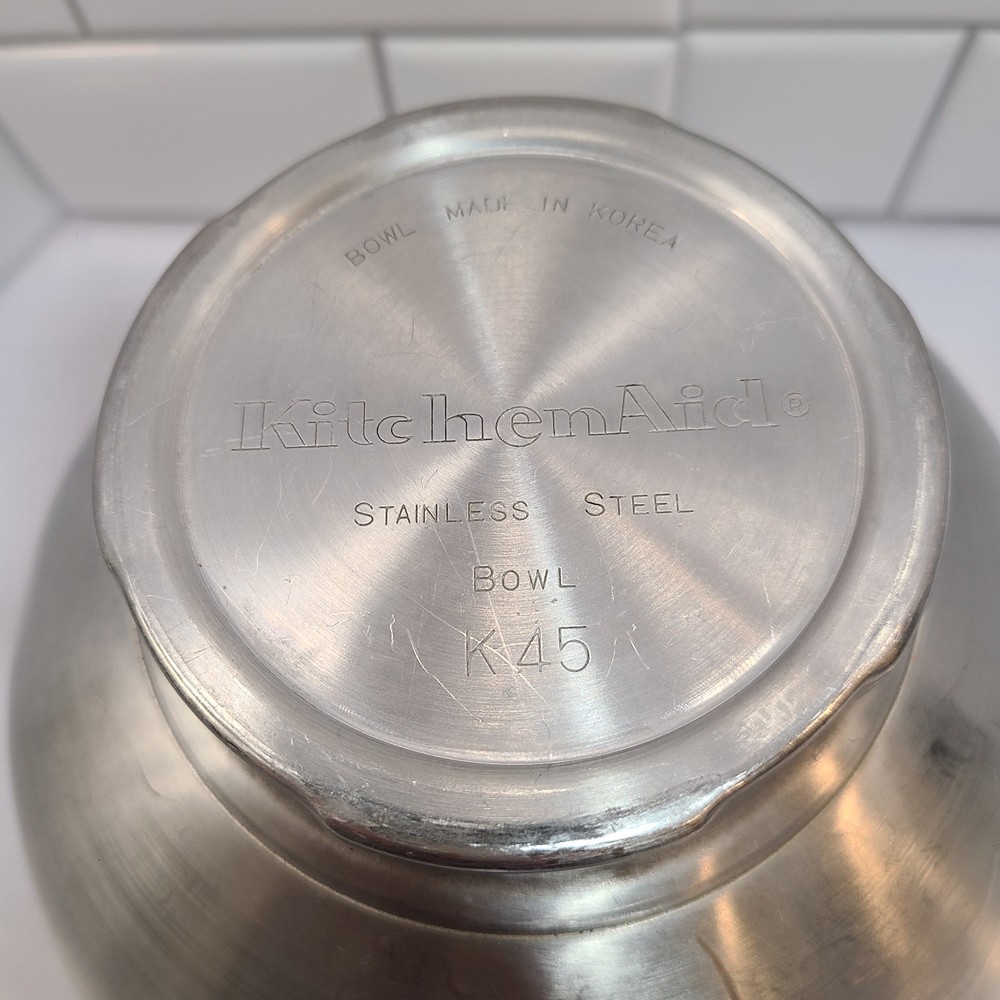 BOWL MADE IN KOREA
KitchenAid®
STAINLESS STEEL
BOWL
K45